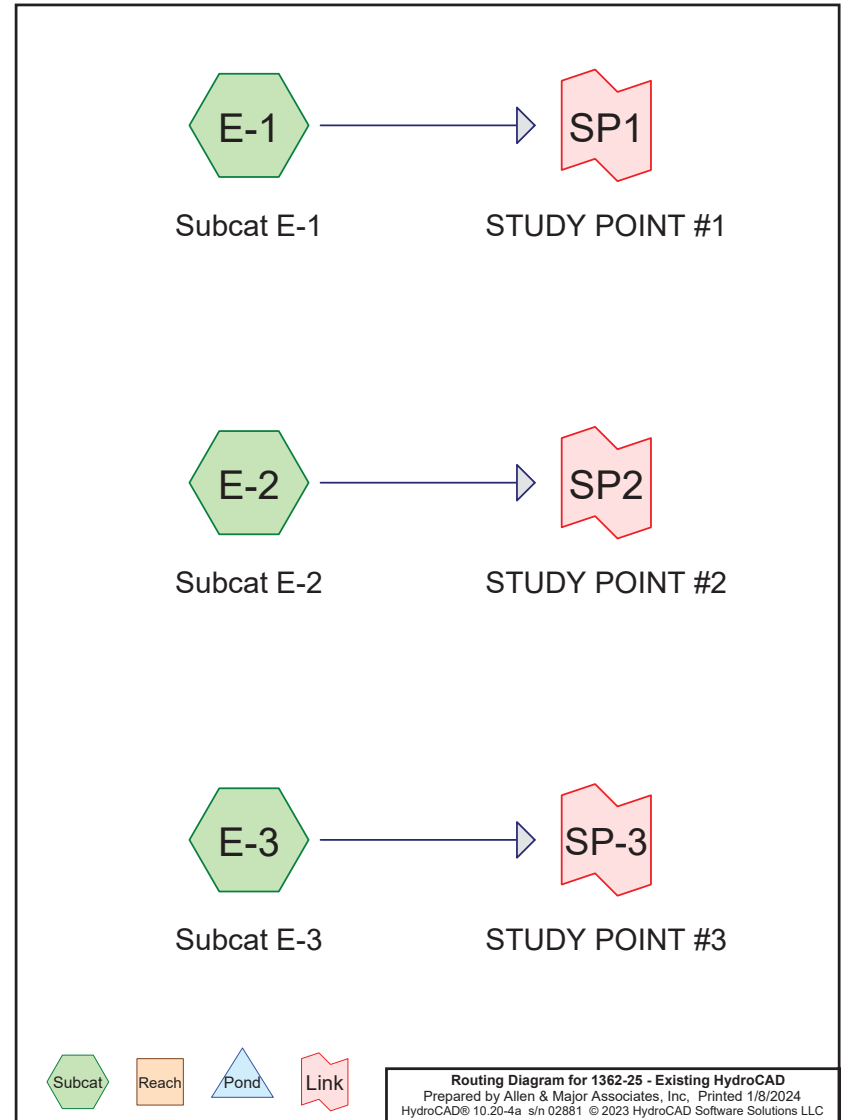 E-1
SP1
Subcat E-1
STUDY POINT #1
E-2
SP2
Subcat E-2
STUDY POINT #2
E-3
SP-3
Subcat E-3
STUDY POINT #3
Subcat
Reach
Pond
Link
Routing Diagram for 1362-25 - Existing HydroCAD
Prepared by Allen & Major Associates, Inc, Printed 1/8/2024
HydroCAD® 10.20-4a s/n 02881 © 2023 HydroCAD Software Solutions LLC